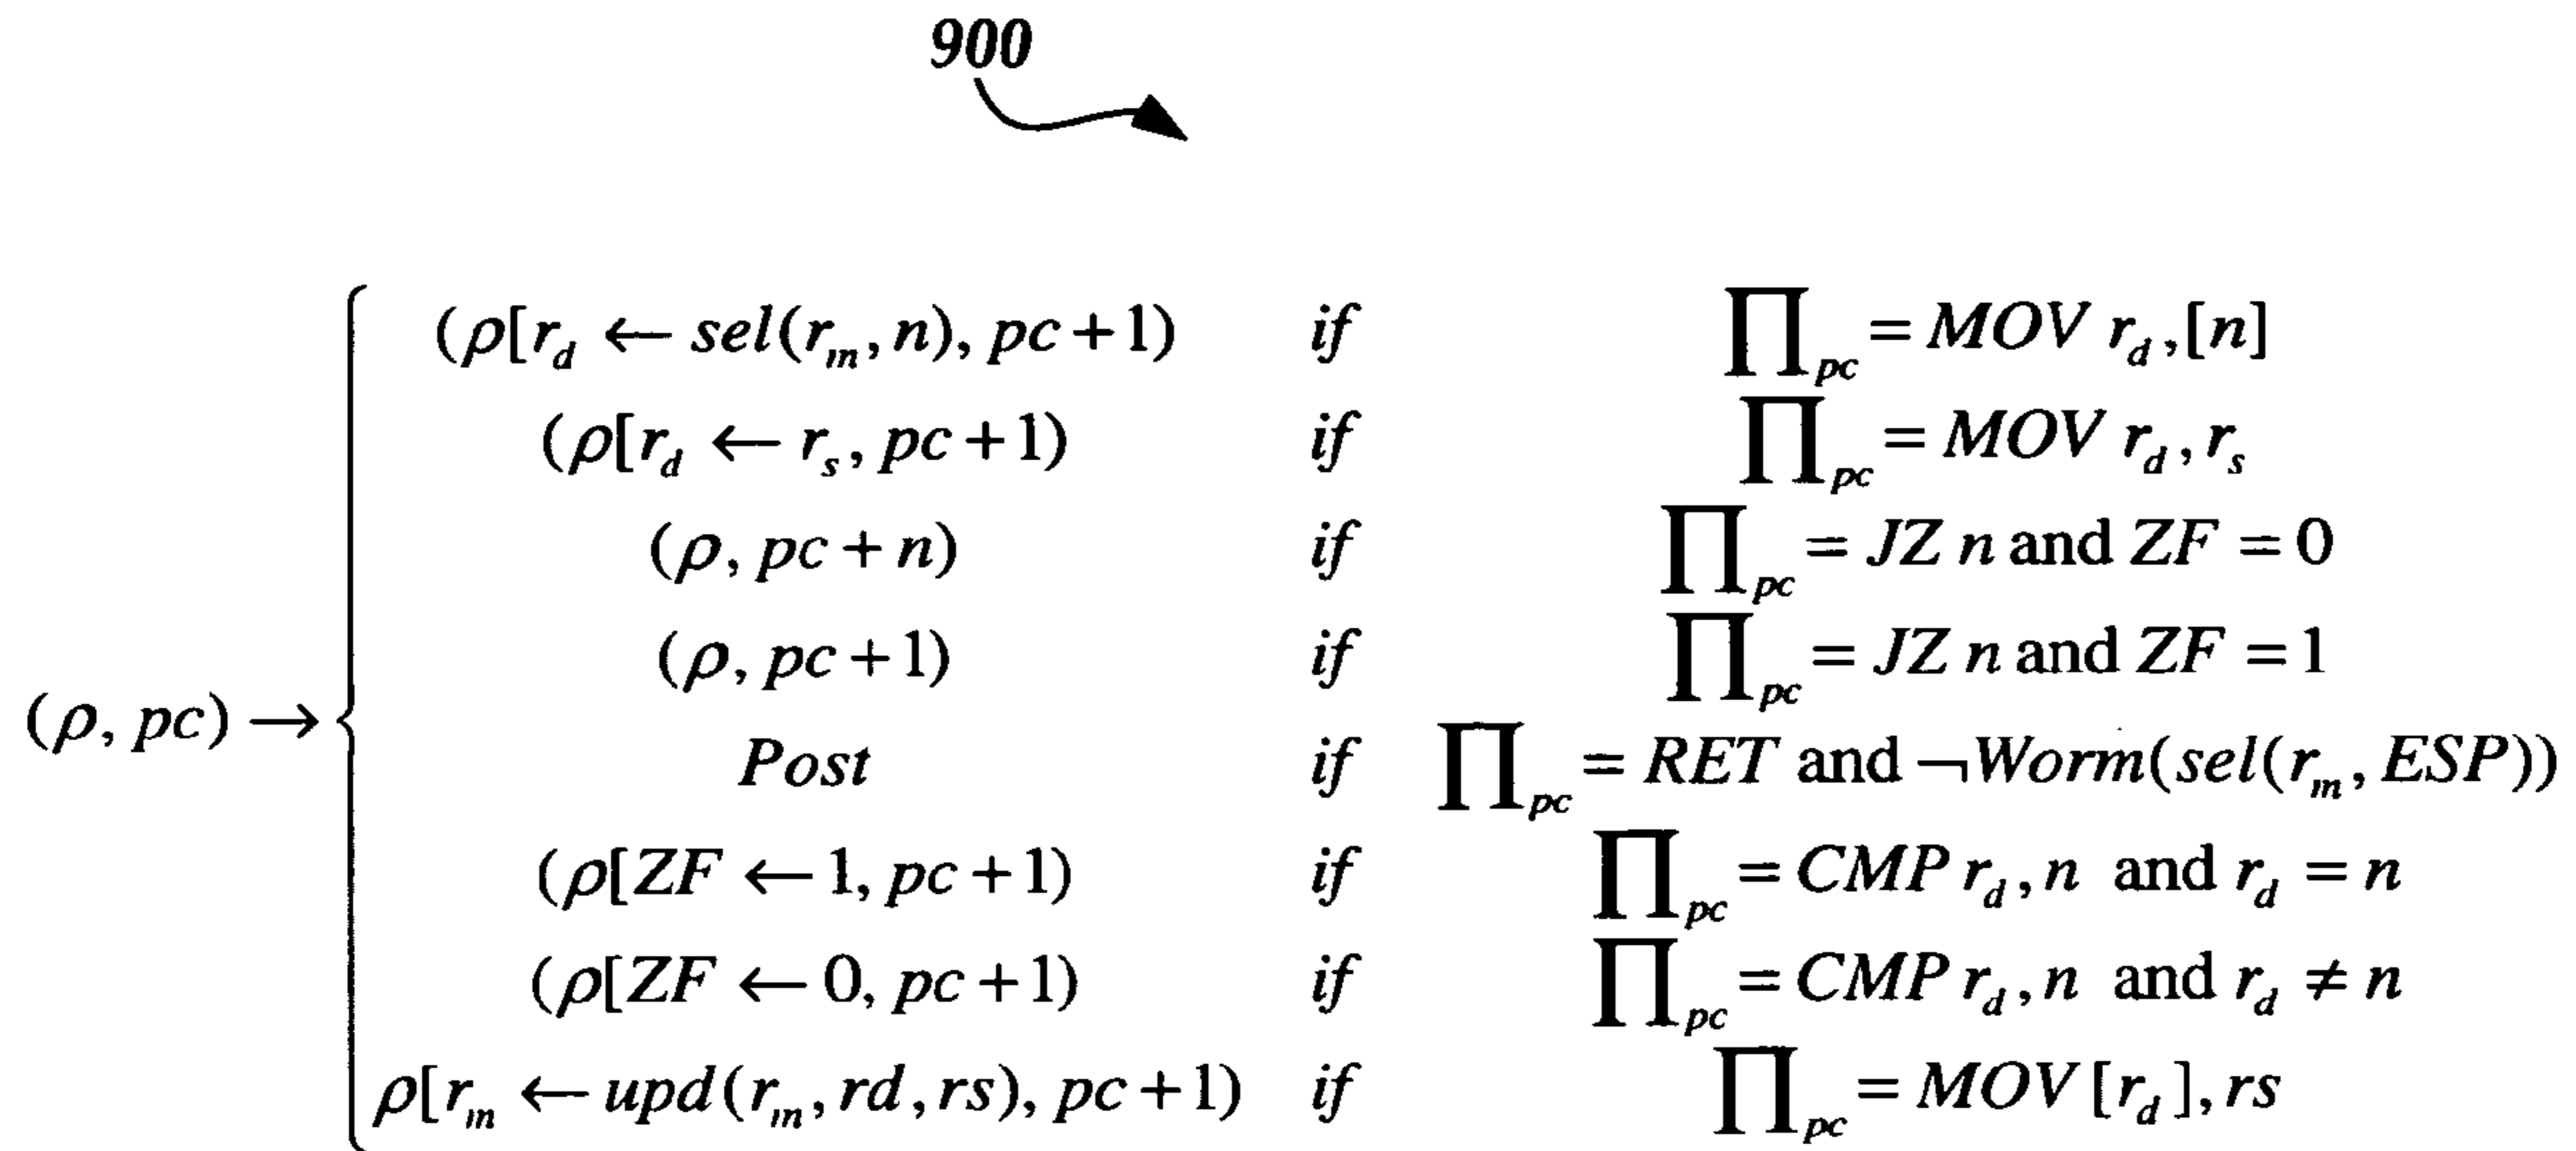 900
(ρ[r_d ← sel(r_m, n), pc+1) if ∏_pc = MOV r_d,[n]
(ρ[r_d ← r_s, pc+1) if ∏_pc = MOV r_d, r_s
(ρ, pc + n) if ∏_pc = JZ n and ZF = 0
(ρ, pc+1) if ∏_pc = JZ n and ZF = 1
(ρ, pc) →
Post if ∏_pc = RET and ¬Worm(sel(r_m, ESP))
(ρ[ZF ← 1, pc+1) if ∏_pc = CMP r_d, n and r_d = n
(ρ[ZF ← 0, pc+1) if ∏_pc = CMP r_d, n and r_d ≠ n
ρ[r_m ← upd(r_m, rd, rs), pc+1) if ∏_pc = MOV [r_d], rs